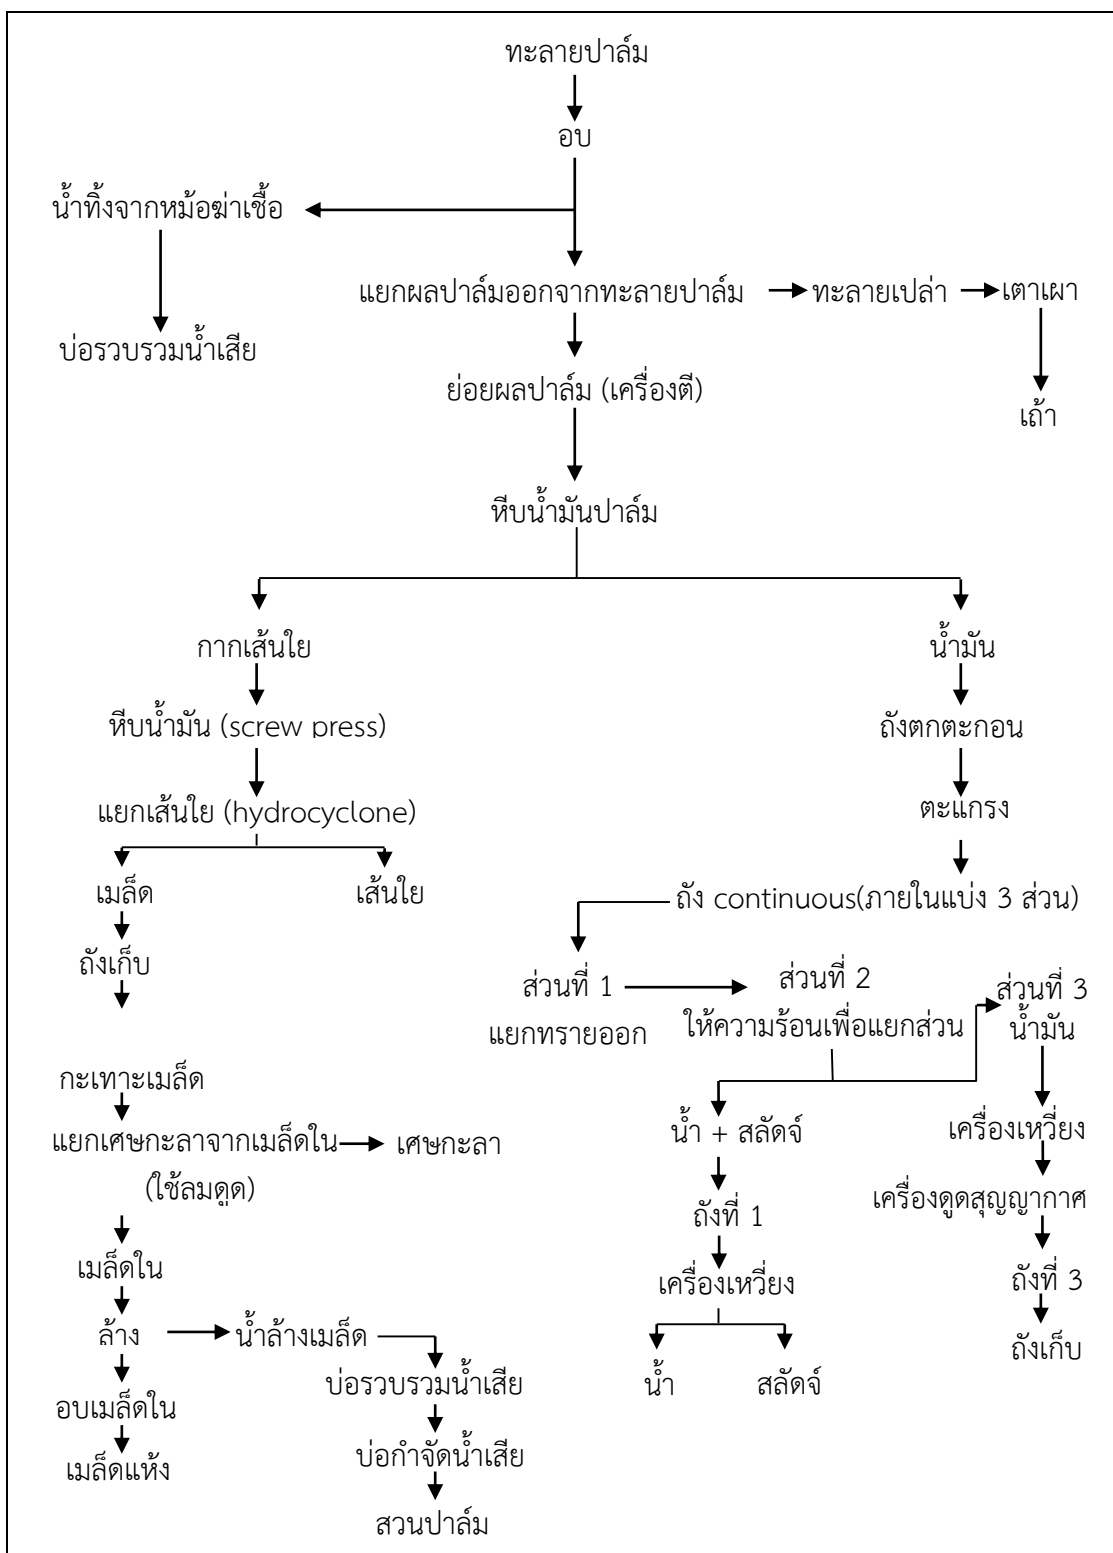 ทะลายปาล์ม
อบ
น้ำทิ้งจากหม้อฆ่าเชื้อ
แยกผลปาล์มออกจากทะลายปาล์ม
ทะลายเปล่า
เตาเผา
บ่อรวบรวมน้ำเสีย
ย่อยผลปาล์ม (เครื่องตี)
เถ้า
หีบน้ำมันปาล์ม
กากเส้นใย
น้ำมัน
หีบน้ำมัน (screw press)
ถังตกตะกอน
แยกเส้นใย (hydrocyclone)
ตะแกรง
เมล็ด
เส้นใย
ถัง continuous(ภายในแบ่ง 3 ส่วน)
ถังเก็บ
ส่วนที่ 1
แยกทรายออก
ส่วนที่ 2
ให้ความร้อนเพื่อแยกส่วน
ส่วนที่ 3
น้ำมัน
กะเทาะเมล็ด
แยกเศษกะลาจากเมล็ดใน
(ใช้ลมดูด)
เศษกะลา
น้ำ + สลัดจ์
เครื่องเหวี่ยง
ถังที่ 1
เครื่องดูดสุญญากาศ
เมล็ดใน
เครื่องเหวี่ยง
ถังที่ 3
ล้าง
น้ำล้างเมล็ด
ถังเก็บ
บ่อรวบรวมน้ำเสีย
น้ำ
สลัดจ์
อบเมล็ดใน
บ่อกำจัดน้ำเสีย
เมล็ดแห้ง
สวนปาล์ม